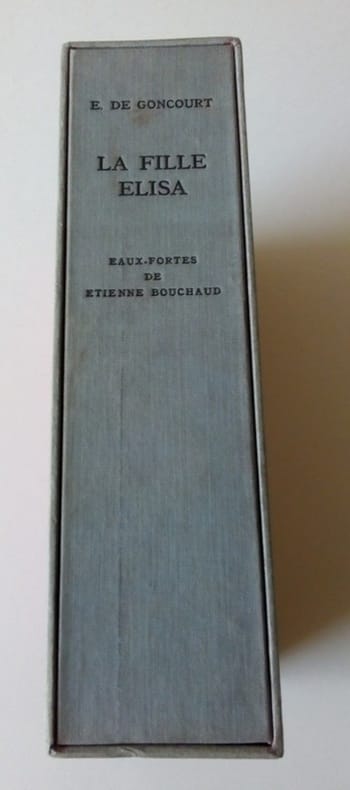 E. DE GONCOURT
LA FILLE
ELISA
EAUX-FORTES
DE
ETIENNE BOUCHAUD